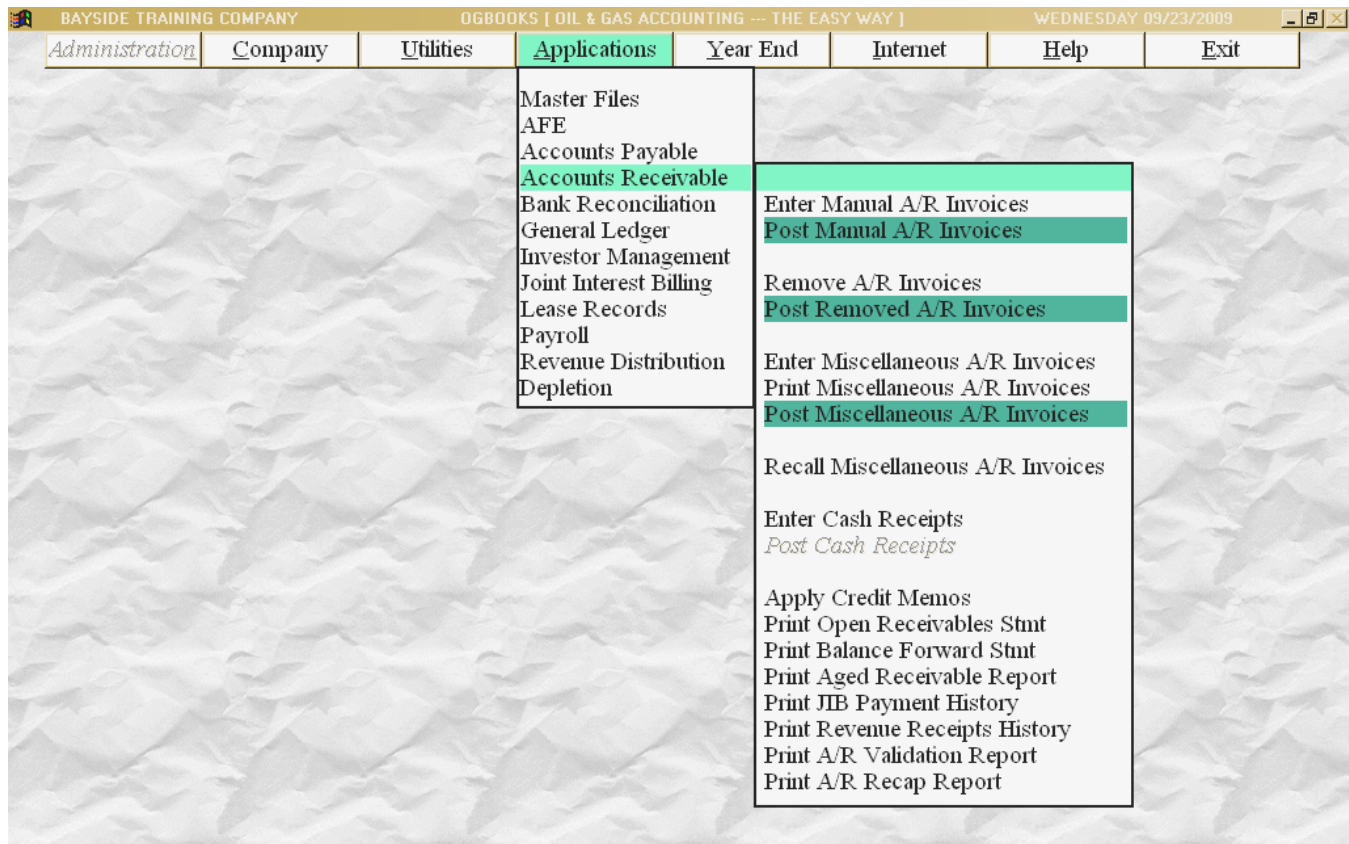 BAYSIDE TRAINING COMPANY OGBOOKS [ OIL & GAS ACCOUNTING --- THE EASY WAY ] WEDNESDAY 09/23/2009
Administration Company Utilities Applications Year End Internet Help Exit
Master Files
AFE
Accounts Payable
Accounts Receivable
Bank Reconciliation
General Ledger
Investor Management
Joint Interest Billing
Lease Records
Payroll
Revenue Distribution
Depletion
Enter Manual A/R Invoices
Post Manual A/R Invoices
Remove A/R Invoices
Post Removed A/R Invoices
Enter Miscellaneous A/R Invoices
Print Miscellaneous A/R Invoices
Post Miscellaneous A/R Invoices
Recall Miscellaneous A/R Invoices
Enter Cash Receipts
Post Cash Receipts
Apply Credit Memos
Print Open Receivables Stmt
Print Balance Forward Stmt
Print Aged Receivable Report
Print JIB Payment History
Print Revenue Receipts History
Print A/R Validation Report
Print A/R Recap Report